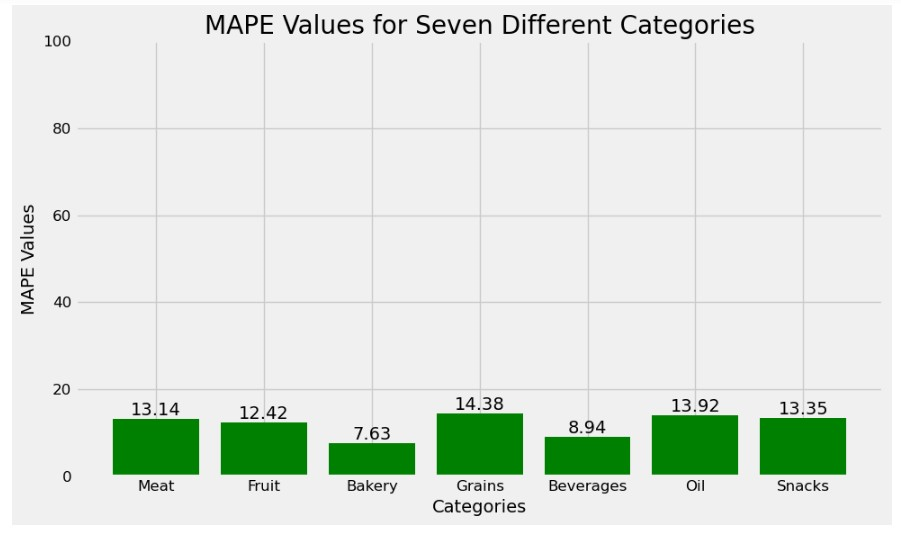 MAPE Values for Seven Different Categories
100
80
60
40
20
0
MAPE Values
13.14 12.42 7.63 14.38 8.94 13.92 13.35
Meat Fruit Bakery Grains Beverages Oil Snacks
Categories